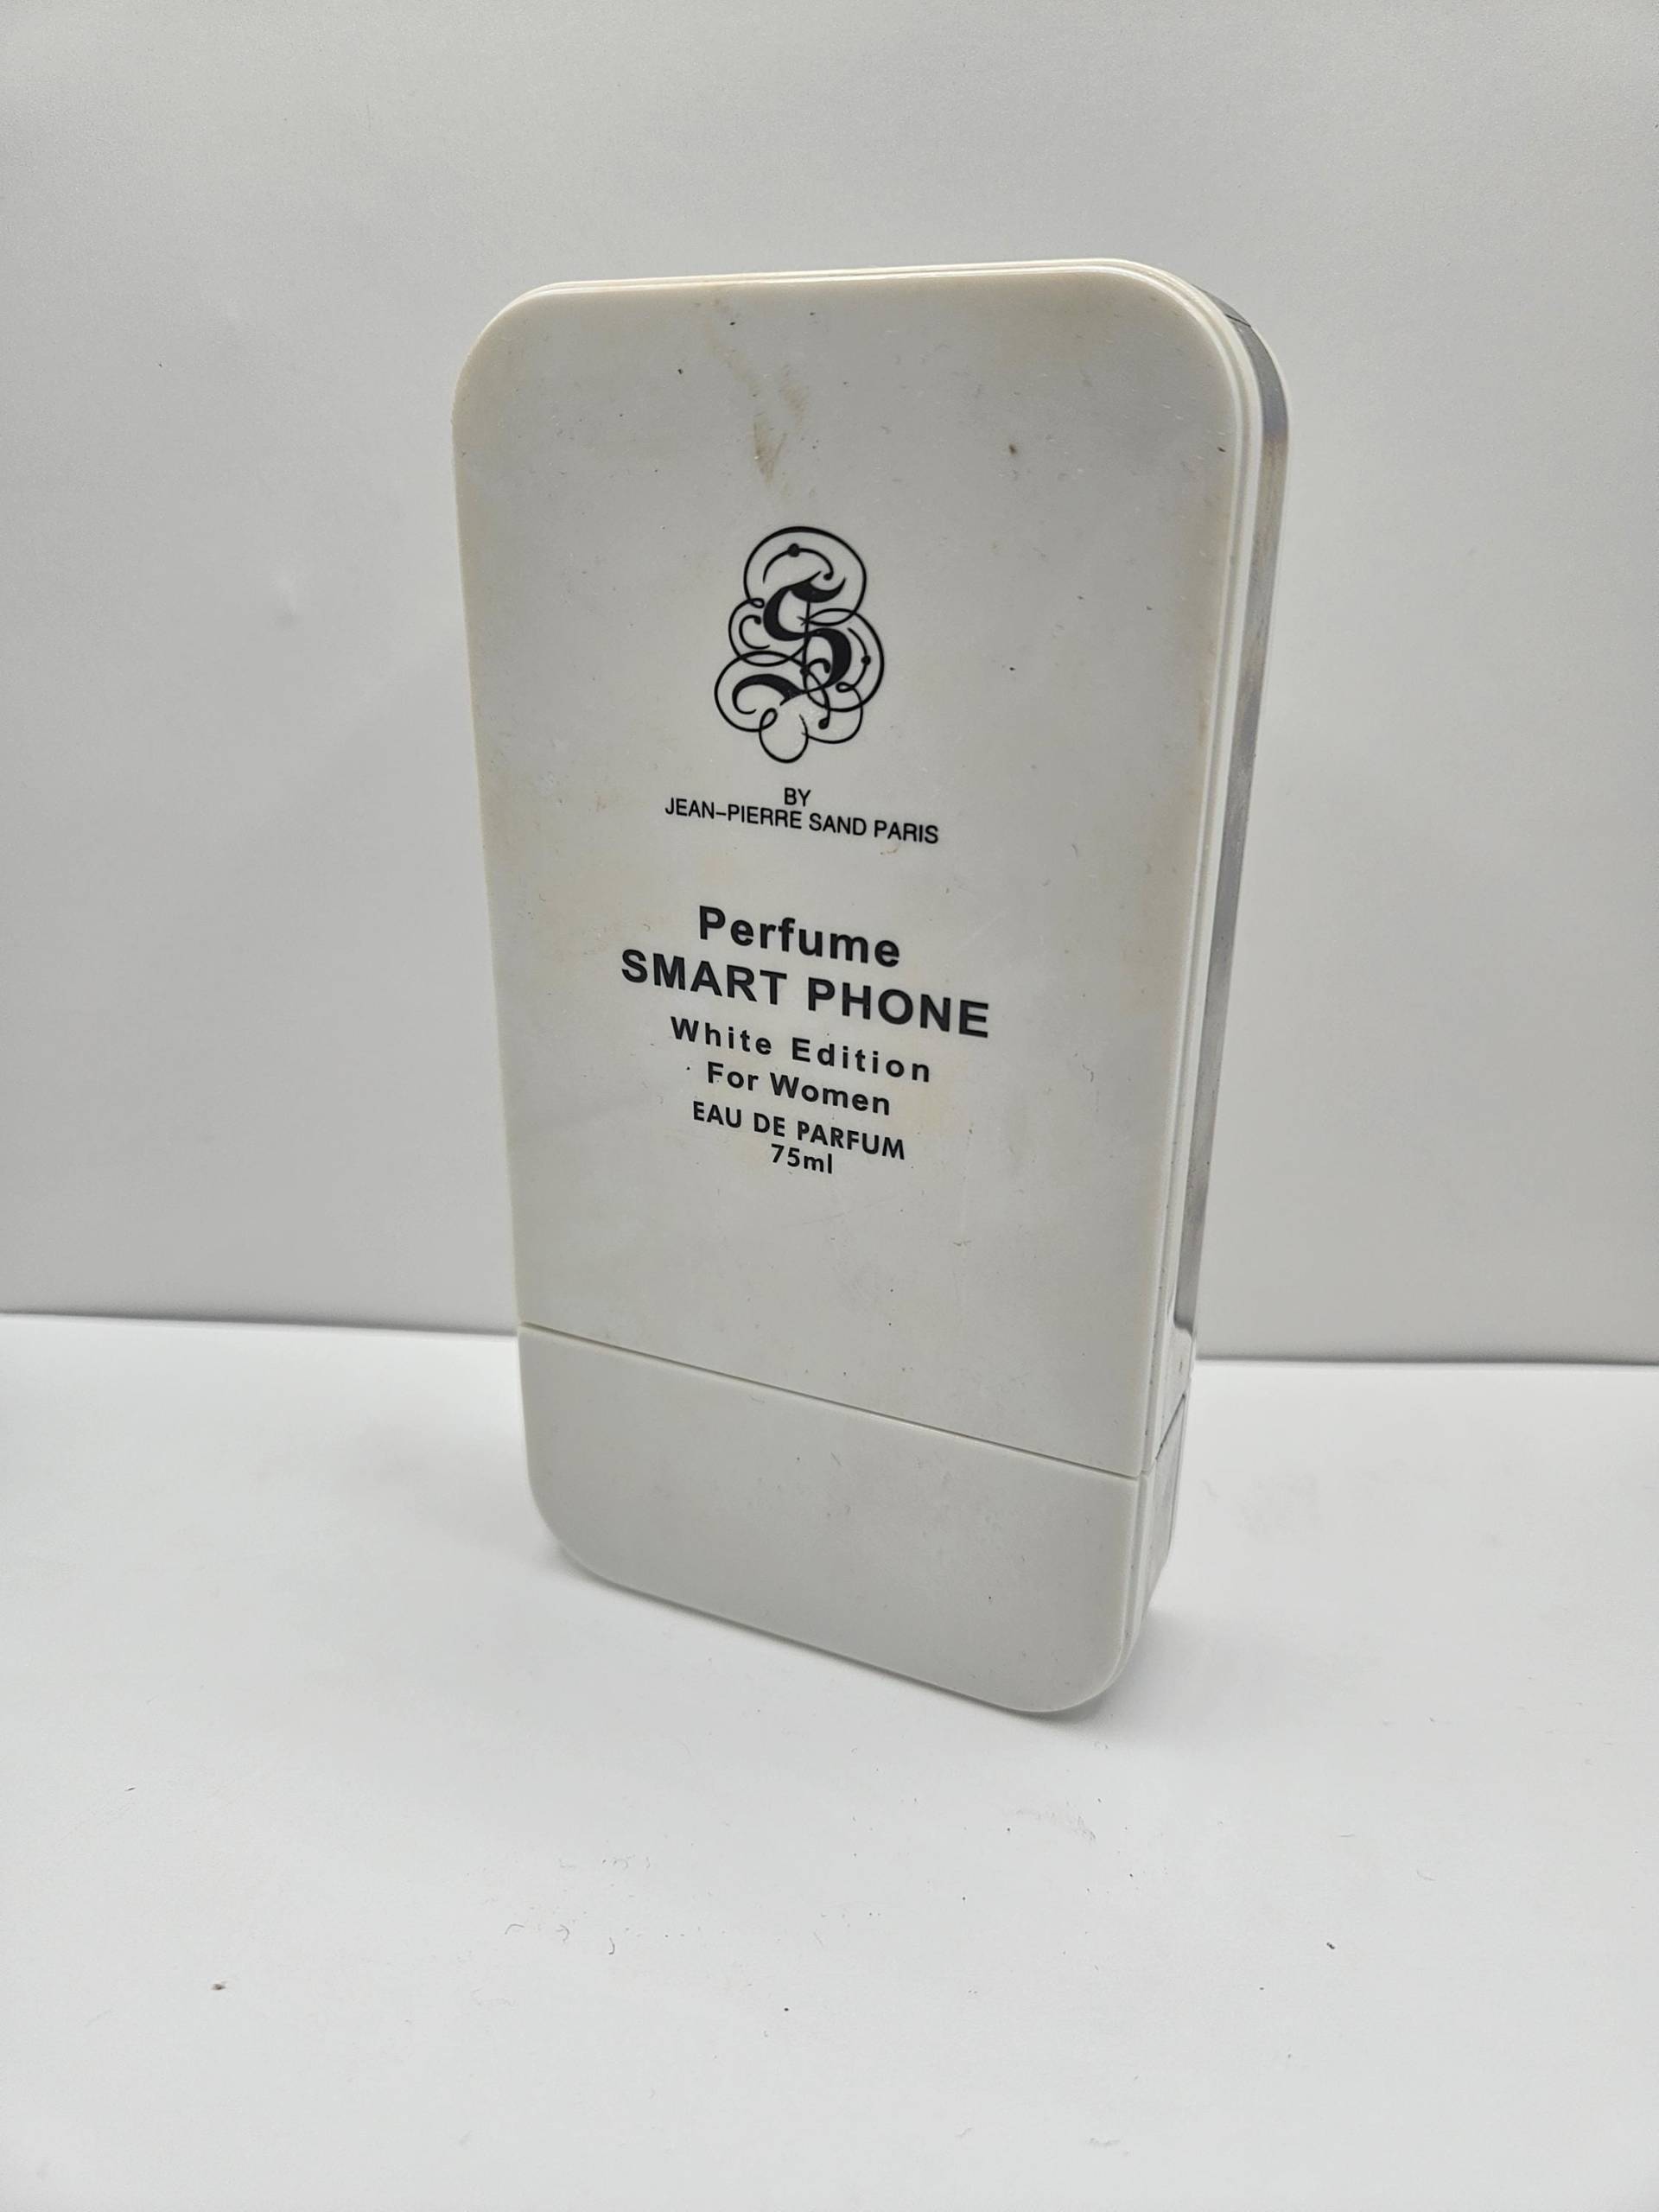 S
BY
JEAN-PIERRE SAND PARIS
Perfume
SMART PHONE
White Edition
For Women
EAU DE PARFUM
75ml